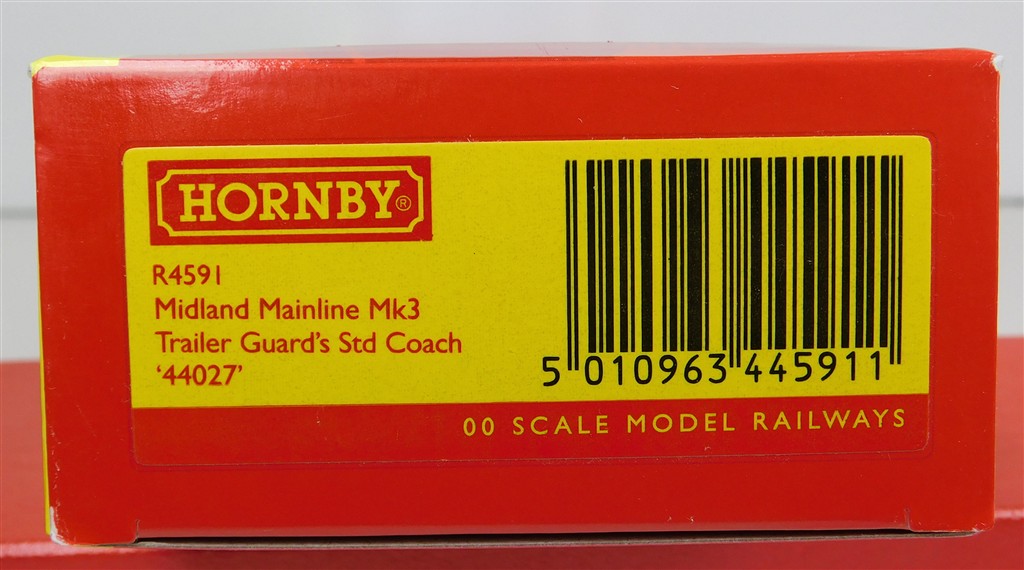 HORNBY®
R4591
Midland Mainline Mk3
Trailer Guard's Std Coach
'44027'
5 010963 445911
00 SCALE MODEL RAILWAYS